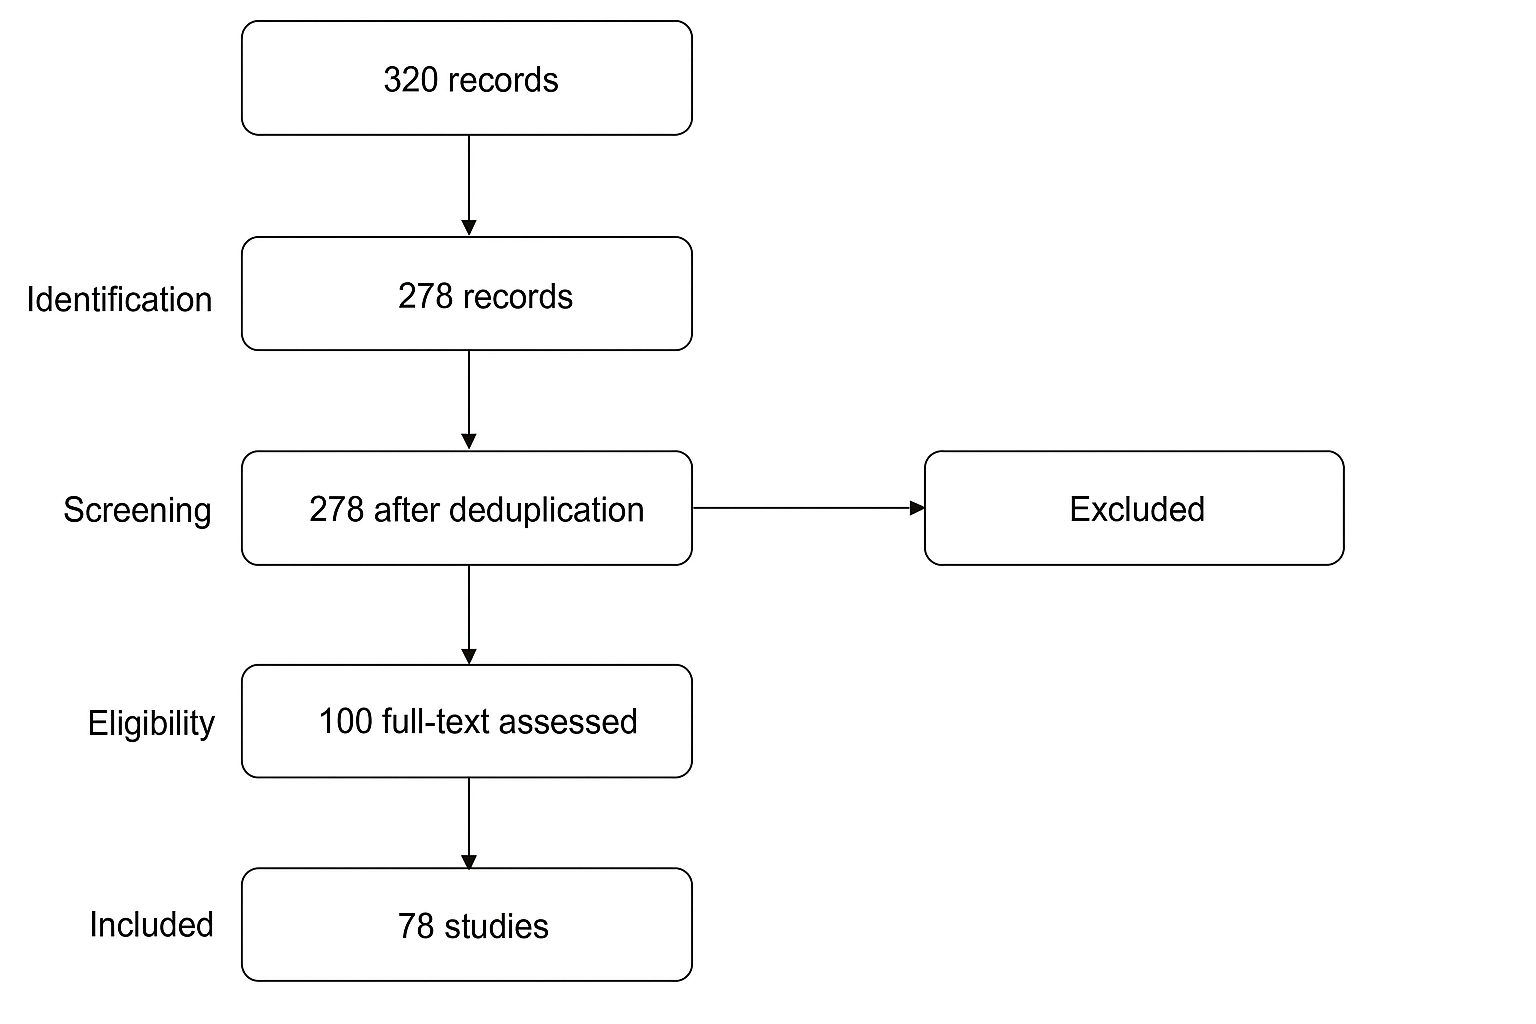 320 records
Identification
278 records
Screening
278 after deduplication
Excluded
Eligibility
100 full-text assessed
Included
78 studies